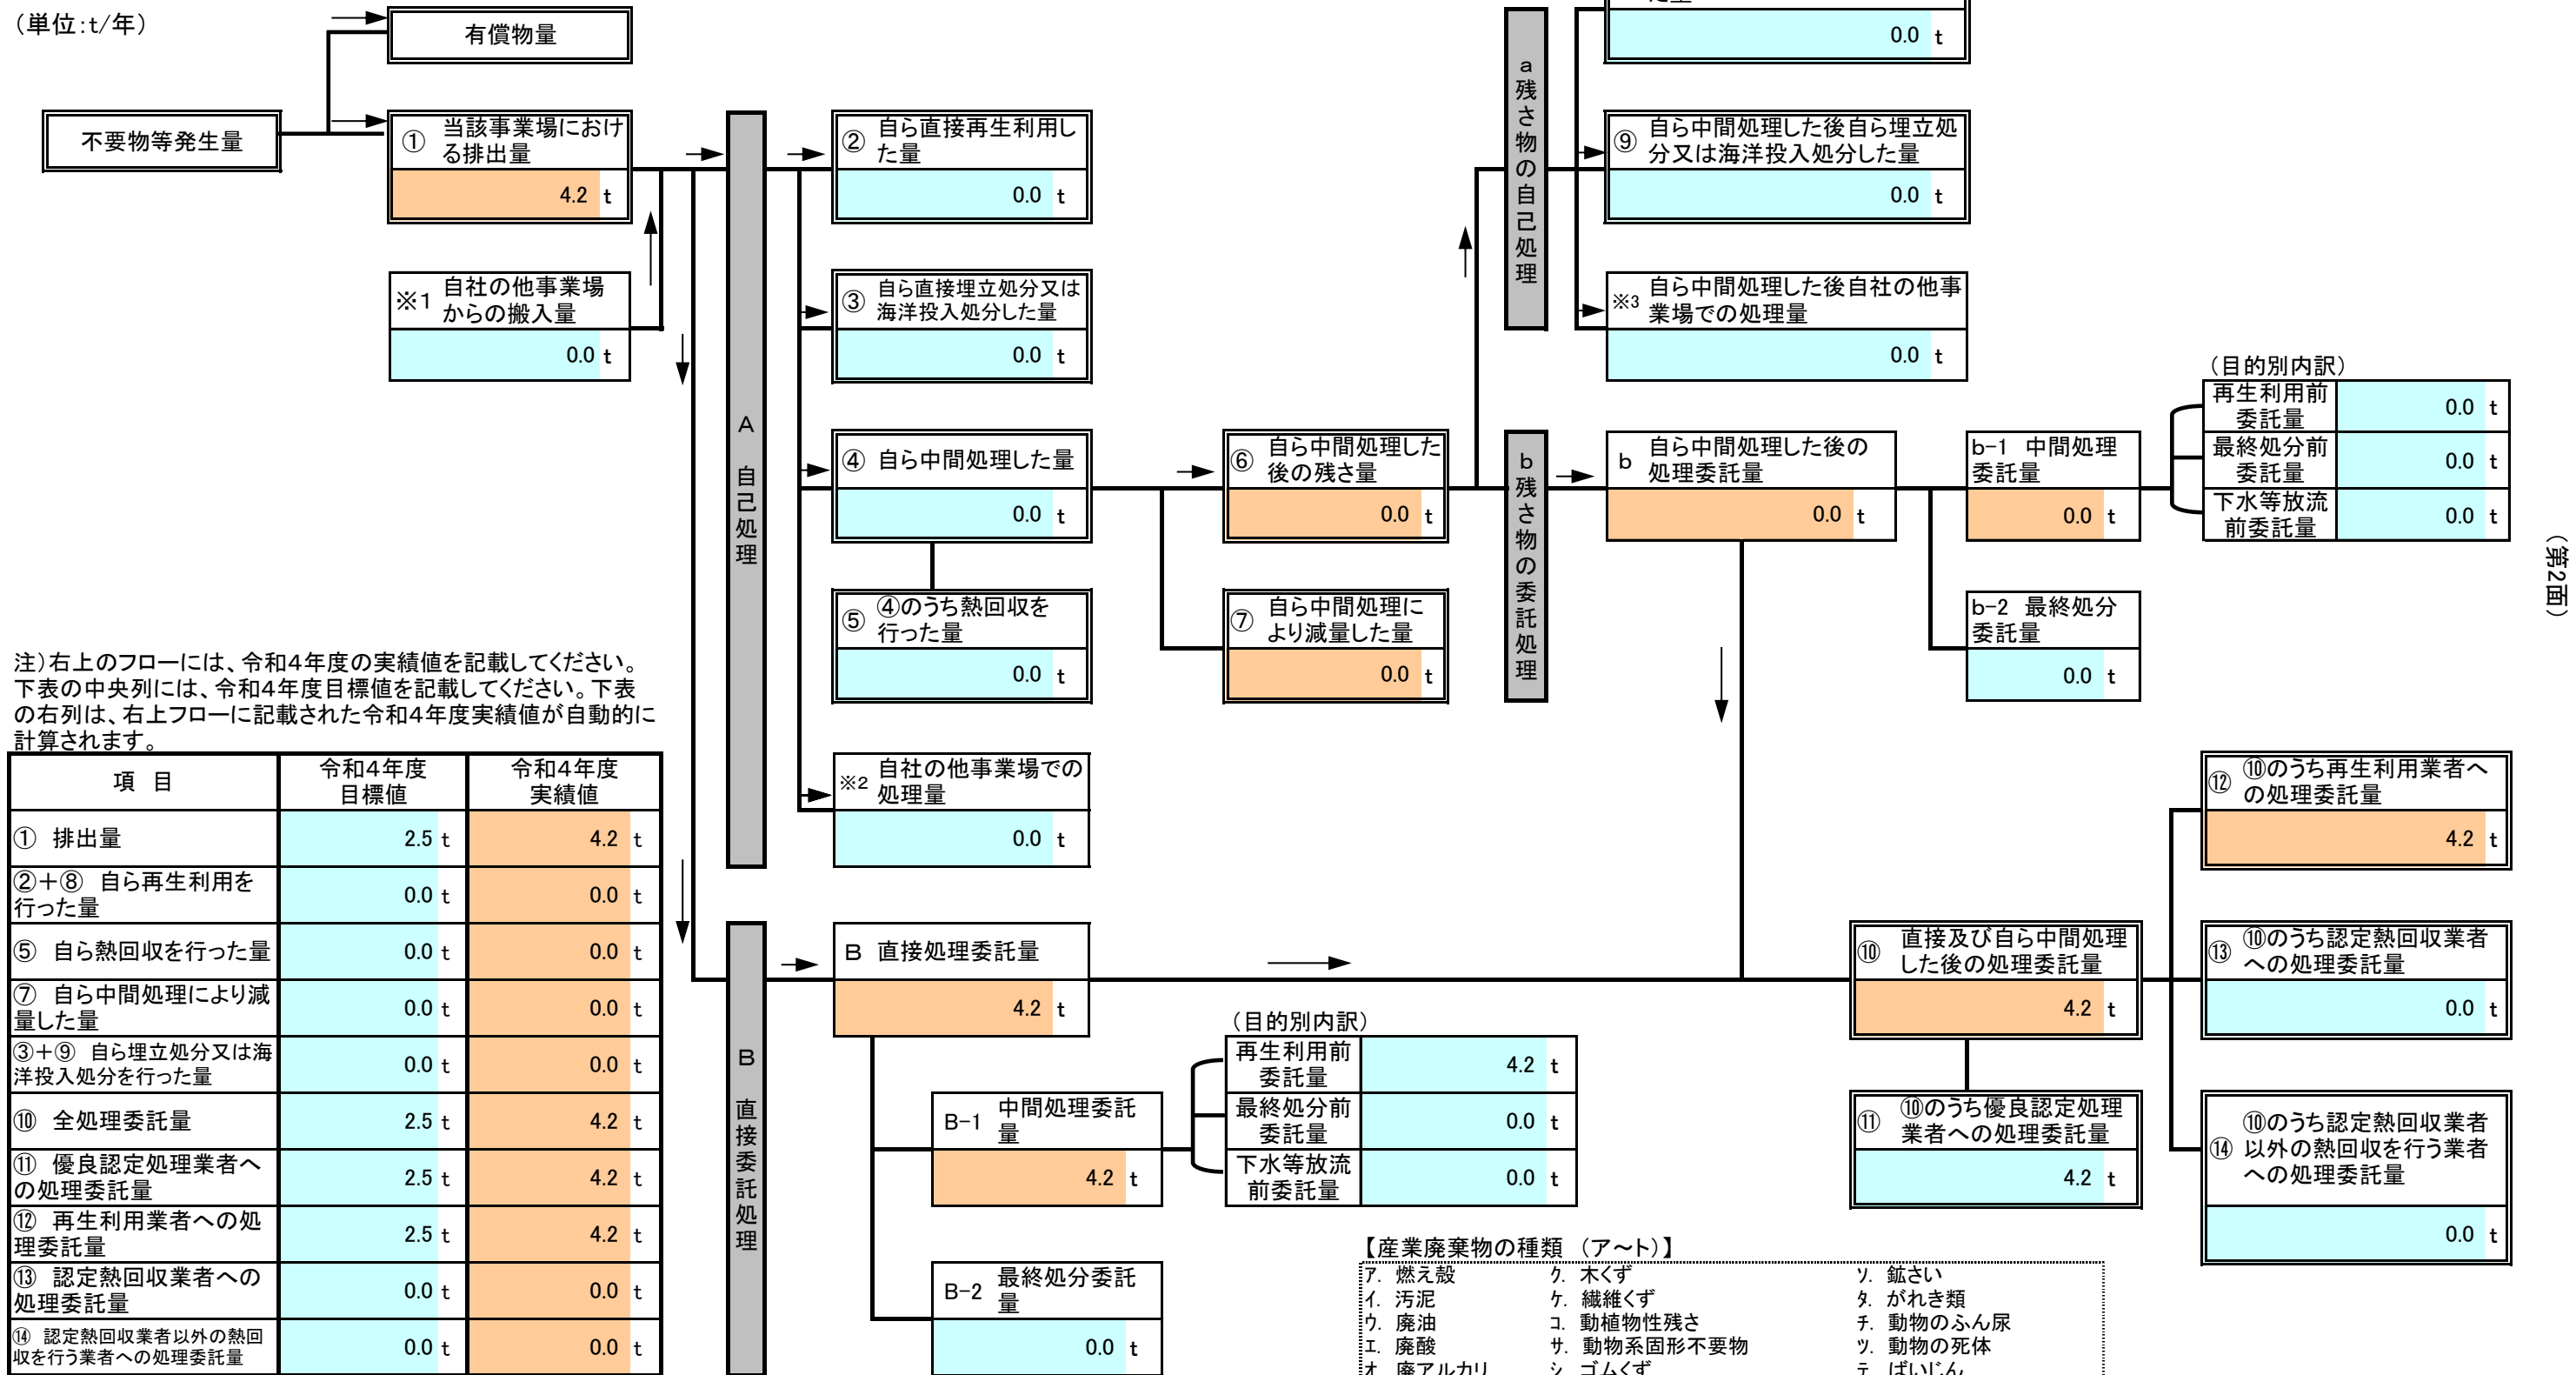 （単位：t/年）
有償物量
不要物等発生量
① 当該事業場におけ
る排出量
4.2 t
※1 自社の他事業場
からの搬入量
0.0 t
A 自己処理
② 自ら直接再生利用し
た量
0.0 t
③ 自ら直接埋立処分又は
海洋投入処分した量
0.0 t
④ 自ら中間処理した量
0.0 t
⑤ ④のうち熱回収を
行った量
0.0 t
※2 自社の他事業場での
処理量
0.0 t
⑥ 自ら中間処理した
後の残さ量
0.0 t
⑦ 自ら中間処理に
より減量した量
0.0 t
a 残さ物の自己処理
0.0 t
⑨ 自ら中間処理した後自ら埋立処
分又は海洋投入処分した量
0.0 t
※3 自ら中間処理した後自社の他事
業場での処理量
0.0 t
b 残さ物の委託処理
b 自ら中間処理した後の
処理委託量
0.0 t
b-1 中間処理
委託量
0.0 t
（目的別内訳）
再生利用前
委託量
0.0 t
最終処分前
委託量
0.0 t
下水等放流
前委託量
0.0 t
b-2 最終処分
委託量
0.0 t
（第2面）
注）右上のフローには、令和４年度の実績値を記載してください。
下表の中央列には、令和４年度目標値を記載してください。下表
の右列は、右上フローに記載された令和４年度実績値が自動的に
計算されます。
項 目
令和４年度
目標値
令和４年度
実績値
① 排出量
2.5 t 4.2 t
②＋⑧ 自ら再生利用を
行った量
0.0 t 0.0 t
⑤ 自ら熱回収を行った量
0.0 t 0.0 t
⑦ 自ら中間処理により減
量した量
0.0 t 0.0 t
③＋⑨ 自ら埋立処分又は海
洋投入処分を行った量
0.0 t 0.0 t
⑩ 全処理委託量
2.5 t 4.2 t
⑪ 優良認定処理業者へ
の処理委託量
2.5 t 4.2 t
⑫ 再生利用業者への処
理委託量
2.5 t 4.2 t
⑬ 認定熱回収業者への
処理委託量
0.0 t 0.0 t
⑭ 認定熱回収業者以外の熱回
収を行う業者への処理委託量
0.0 t 0.0 t
B 直接委託処理
B 直接処理委託量
4.2 t
B-1 中間処理委託
量
4.2 t
（目的別内訳）
再生利用前
委託量
4.2 t
最終処分前
委託量
0.0 t
下水等放流
前委託量
0.0 t
B-2 最終処分委託
量
0.0 t
⑩ 直接及び自ら中間処理
した後の処理委託量
4.2 t
⑪ ⑩のうち優良認定処理
業者への処理委託量
4.2 t
⑫ ⑩のうち再生利用業者へ
の処理委託量
4.2 t
⑬ ⑩のうち認定熱回収業者
への処理委託量
0.0 t
⑭ ⑩のうち認定熱回収業者
以外の熱回収を行う業者
への処理委託量
0.0 t
【産業廃棄物の種類 （ア～ト）】
ｱ. 燃え殻 ｸ. 木くず ｿ. 鉱さい
ｲ. 汚泥 ｹ. 繊維くず ﾀ. がれき類
ｳ. 廃油 ｺ. 動植物性残さ ﾁ. 動物のふん尿
ｴ. 廃酸 ｻ. 動物系固形不要物 ﾂ. 動物の死体
ｵ. 廃アルカリ ｼ. ゴムくず ﾃ. ばいじん